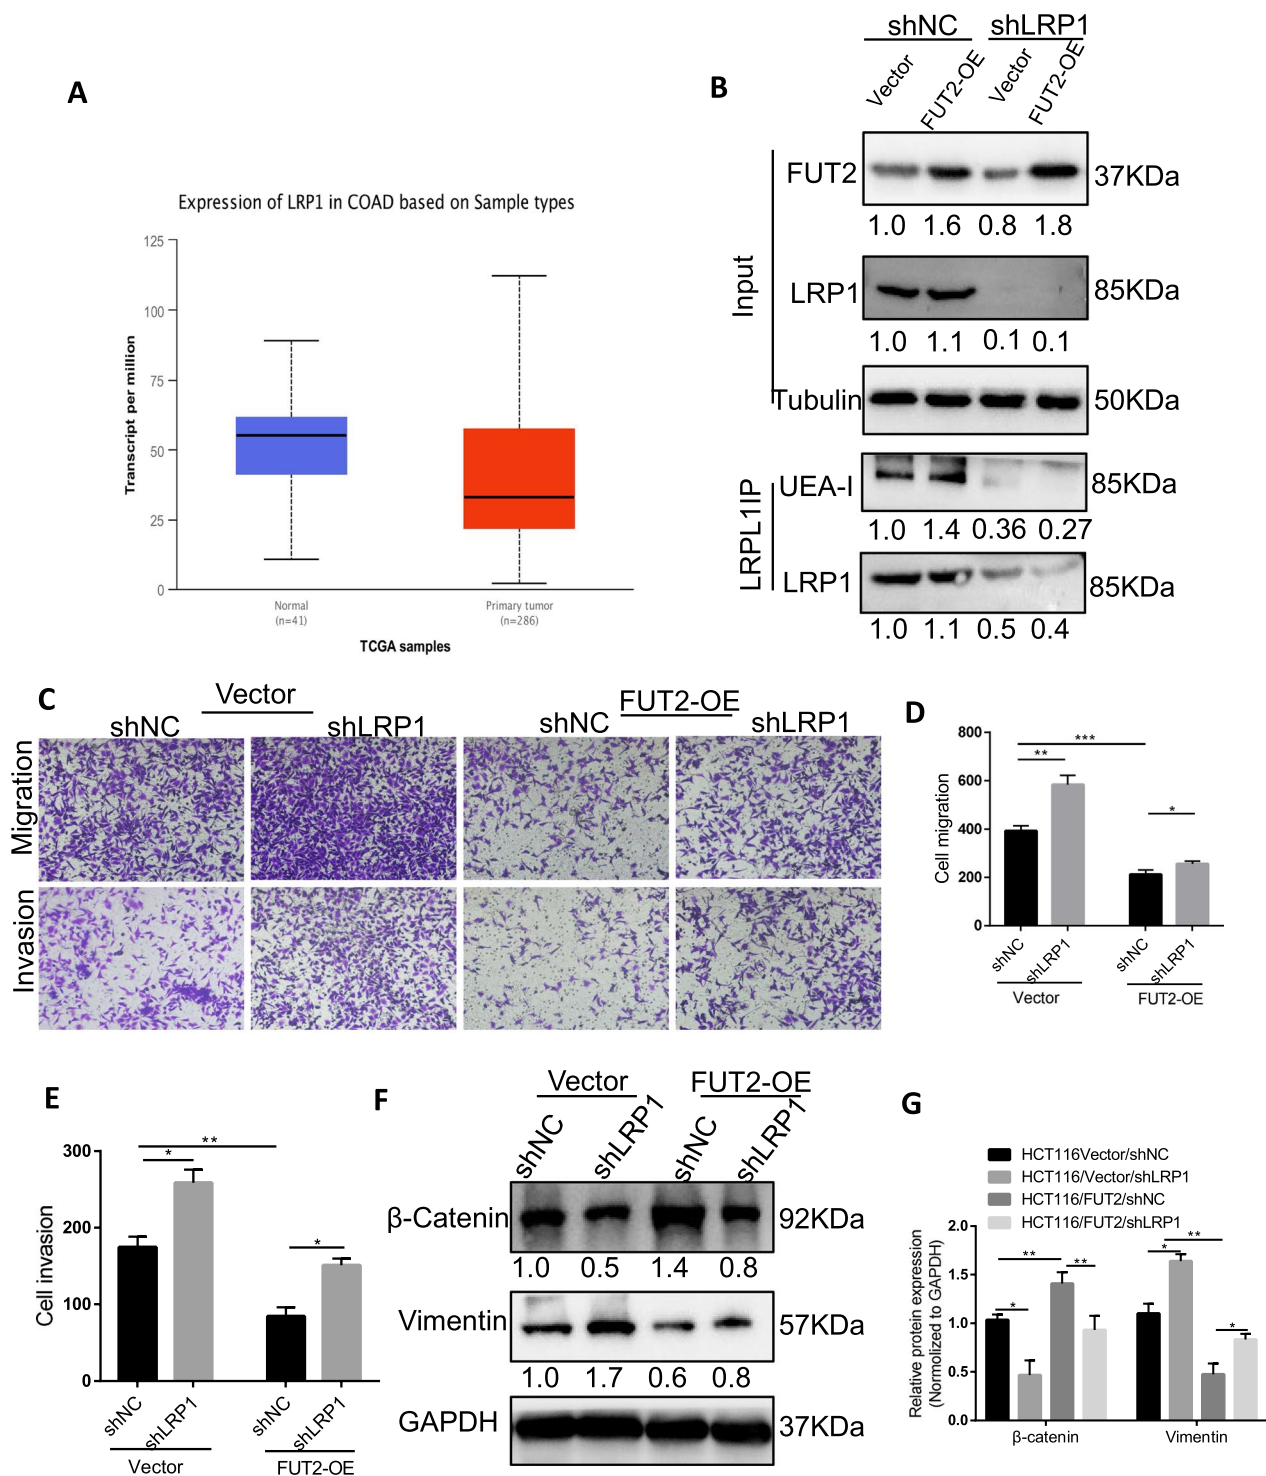 A
Expression of LRP1 in COAD based on Sample types
Transcript per million
125
100
75
50
25
0
Normal
(n=41)
Primary tumor
(n=286)
TCGA samples
B
shNC shLRP1
Vector FUT2-OE Vector FUT2-OE
Input
FUT2 37KDa
1.0 1.6 0.8 1.8
LRP1 85KDa
1.0 1.1 0.1 0.1
Tubulin 50KDa
LRPL1IP
UEA-I 85KDa
1.0 1.4 0.36 0.27
LRP1 85KDa
1.0 1.1 0.5 0.4
C
Vector FUT2-OE
shNC shLRP1 shNC shLRP1
Migration
Invasion
D
Cell migration
800
600
400
200
0
***
**
*
shNC shLRP1 shNC shLRP1
Vector FUT2-OE
E
Cell invasion
300
200
100
0
**
*
*
shNC shLRP1 shNC shLRP1
Vector FUT2-OE
F
Vector FUT2-OE
shNC shLRP1 shNC shLRP1
β-Catenin 92KDa
1.0 0.5 1.4 0.8
Vimentin 57KDa
1.0 1.7 0.6 0.8
GAPDH 37KDa
G
HCT116Vector/shNC
HCT116/Vector/shLRP1
HCT116/FUT2/shNC
HCT116/FUT2/shLRP1
Relative protein expression
(Normolized to GAPDH)
2.0
1.5
1.0
0.5
0.0
** **
* ** * *
β-catenin Vimentin